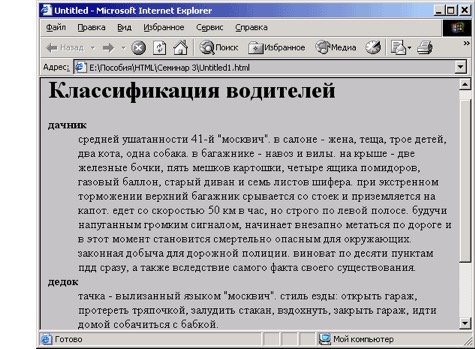 Untitled - Microsoft Internet Explorer
Файл Правка Вид Избранное Сервис Справка
Назад Поиск Избранное Медиа
Адрес: E:\Пособия\HTML\Семинар 3\Untitled1.html
Классификация водителей
дачник
средней ушатанности 41-й "москвич". в салоне - жена, теща, трое детей,
два кота, одна собака. в багажнике - навоз и вилы. на крыше - две
железные бочки, пять мешков картошки, четыре ящика помидоров,
газовый баллон, старый диван и семь листов шифера. при экстренном
торможении верхний багажник срывается со стоек и приземляется на
капот. едет со скоростью 50 км в час, но строго по левой полосе. будучи
напуганным громким сигналом, начинает внезапно метаться по дороге и
в этот момент становится смертельно опасным для окружающих.
законная добыча для дорожной полиции. виноват по десяти пунктам
пдд сразу, а также вследствие самого факта своего существования.
дедок
тачка - вылизанный языком "москвич". стиль езды: открыть гараж,
протереть тряпочкой, залудить стакан, вздохнуть, закрыть гараж, идти
домой собачиться с бабкой.
Готово Мой компьютер